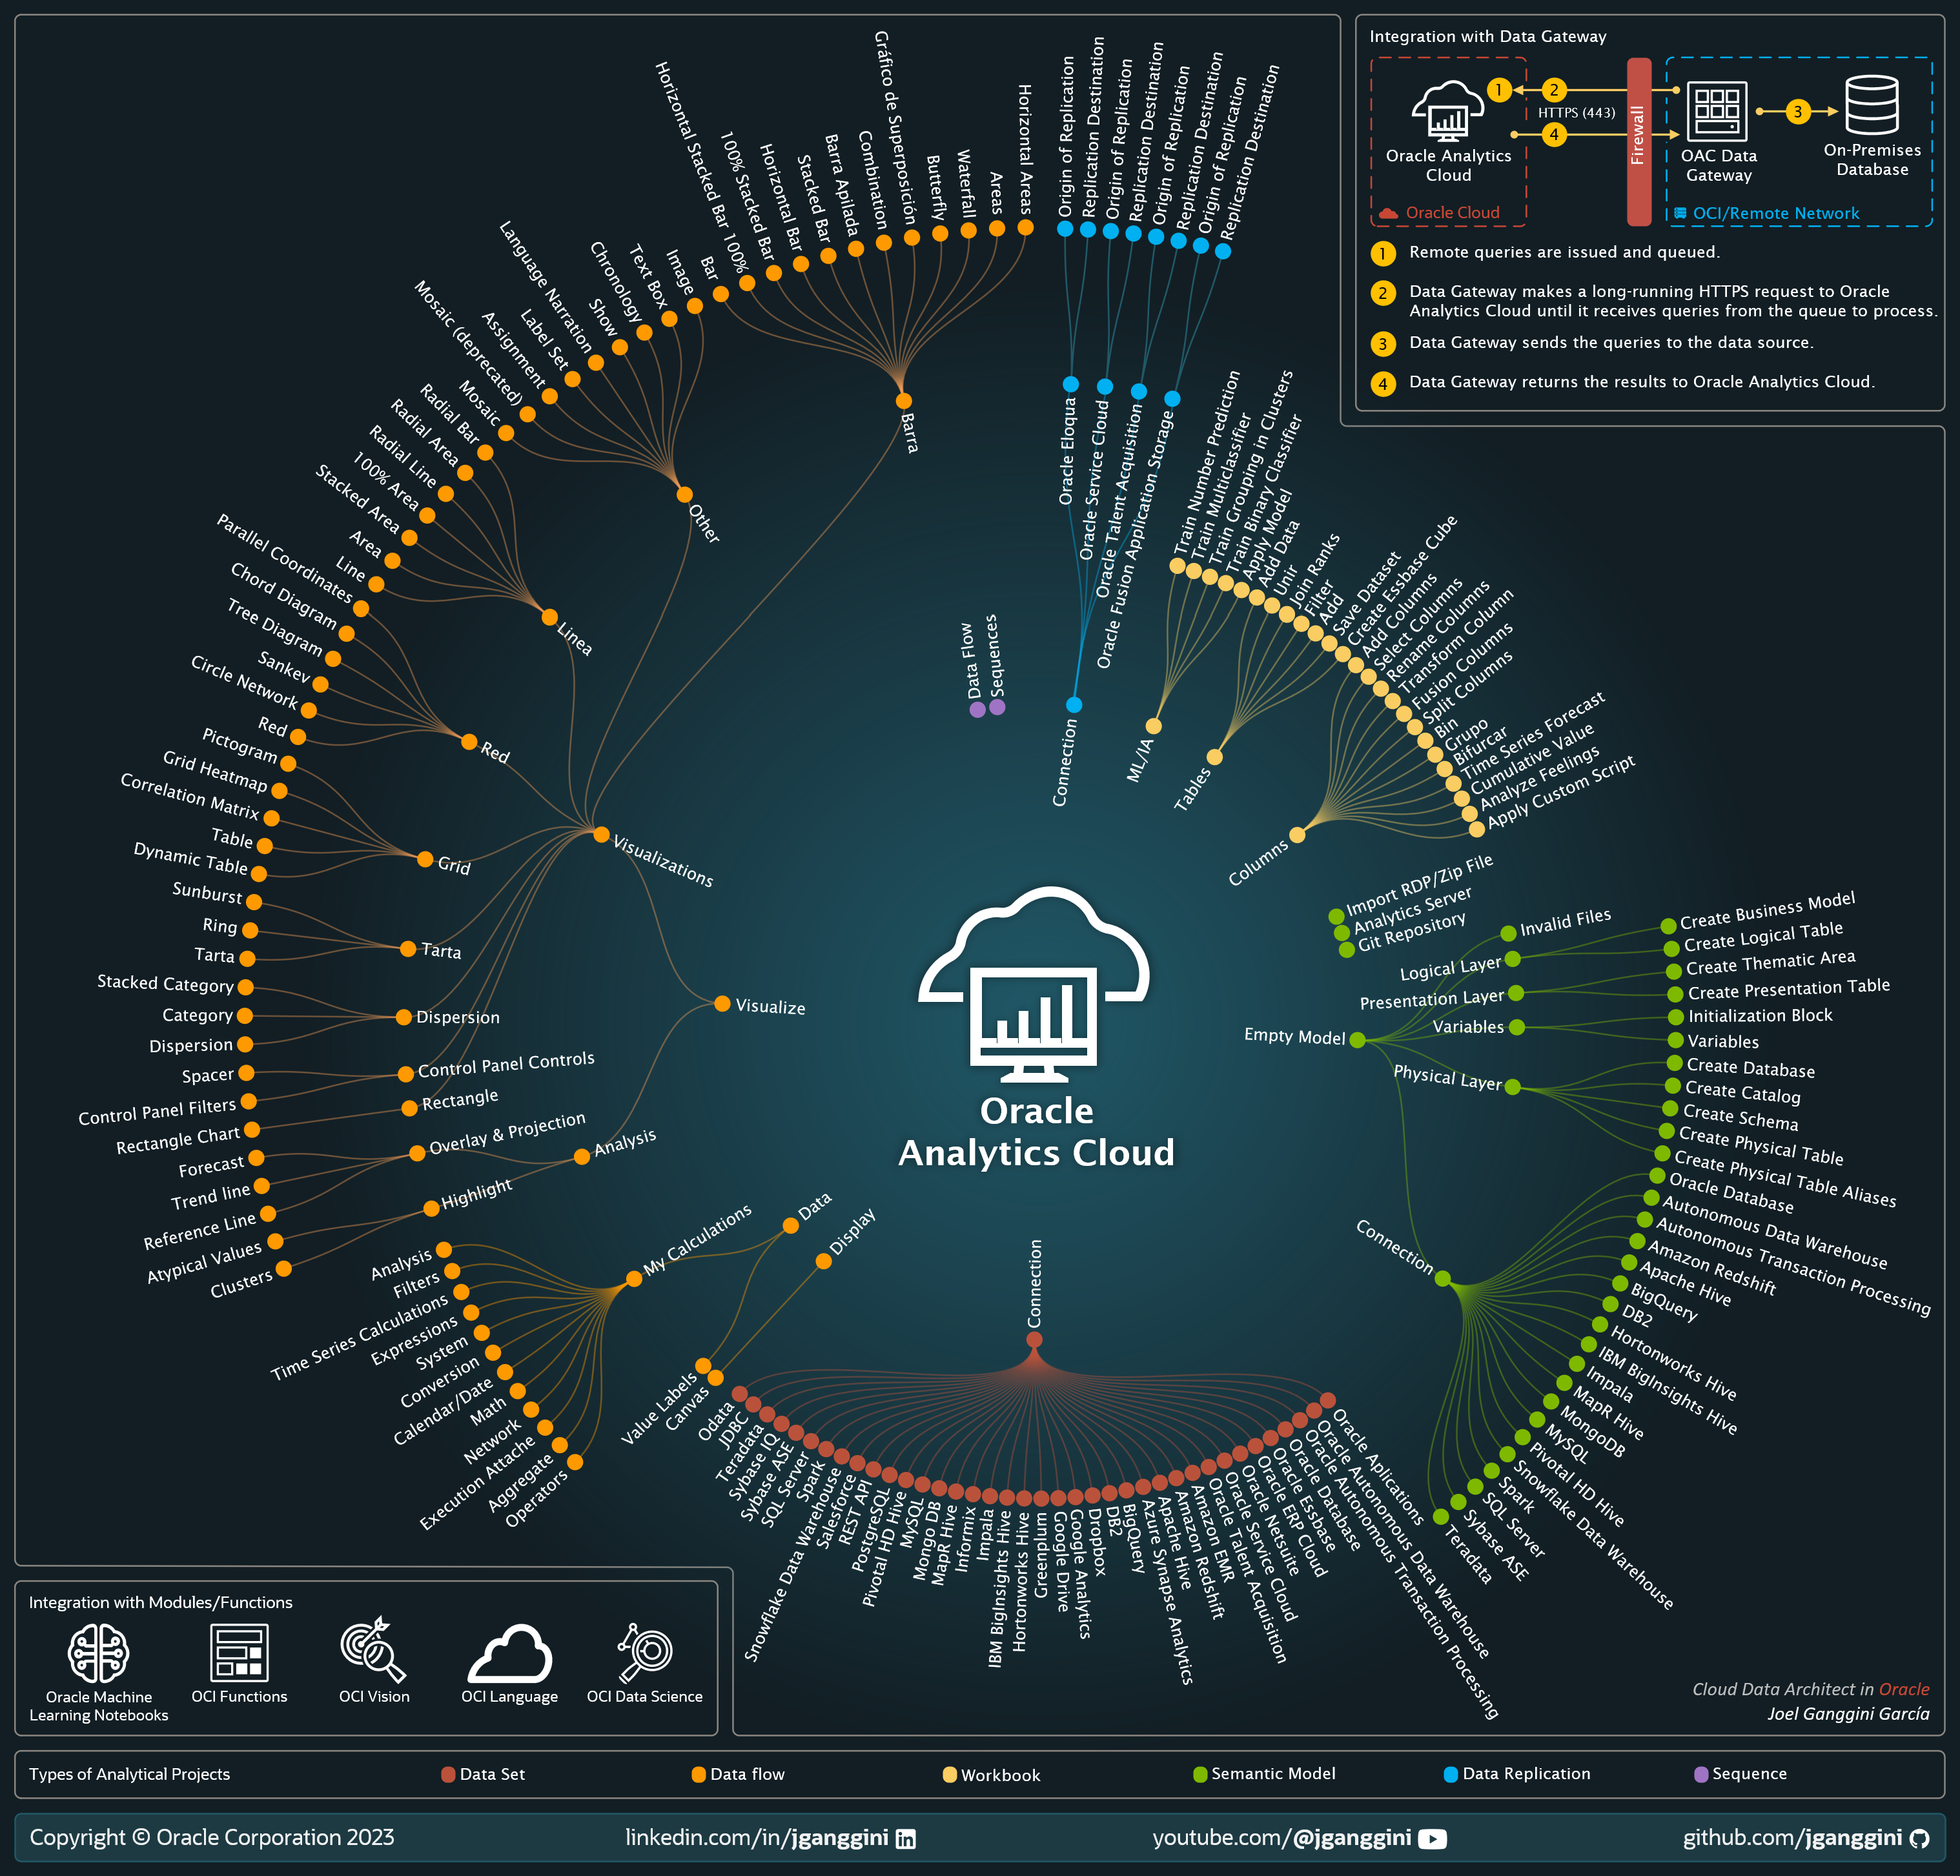 Horizontal Stacked Bar 100%
100% Stacked Bar
Horizontal Bar
Stacked Bar
Barra Apilada
Combination
Gráfico de Superposición
Butterfly
Waterfall
Areas
Horizontal Areas
Bar
Image
Text Box
Chronology
Show
Language Narration
Label Set
Assignment
Mosaic (deprecated)
Mosaic
Radial Bar
Radial Area
Radial Line
100% Area
Stacked Area
Area
Line
Parallel Coordinates
Chord Diagram
Tree Diagram
Sankey
Circle Network
Red
Pictogram
Grid Heatmap
Correlation Matrix
Table
Dynamic Table
Sunburst
Ring
Tarta
Stacked Category
Category
Dispersion
Spacer
Control Panel Filters
Rectangle Chart
Forecast
Trend line
Reference Line
Atypical Values
Clusters
Barra
Other
Linea
Red
Grid
Tarta
Dispersion
Control Panel Controls
Rectangle
Overlay & Projection
Highlight
Visualizations
Visualize
Analysis
Analysis
Filters
Time Series Calculations
Expressions
System
Conversion
Calendar/Date
Math
Network
Execution Attache
Aggregate
Operators
My Calculations
Data
Display
Value Labels
Canvas
Data Flow
Sequences
Origin of Replication
Replication Destination
Origin of Replication
Replication Destination
Origin of Replication
Replication Destination
Origin of Replication
Replication Destination
Oracle Eloqua
Oracle Service Cloud
Oracle Talent Acquisition
Oracle Fusion Application Storage
Connection
Train Number Prediction
Train Multiclassifier
Train Grouping in Clusters
Train Binary Classifier
Apply Model
Add Data
Unir
Join Ranks
Filter
Add
Save Dataset
Create Essbase Cube
Add Columns
Select Columns
Rename Columns
Transform Column
Fusion Columns
Split Columns
Bin
Grupo
Bifurcar
Time Series Forecast
Cumulative Value
Analyze Feelings
Apply Custom Script
ML/IA
Tables
Columns
Import RDP/Zip File
Analytics Server
Git Repository
Empty Model
Invalid Files
Logical Layer
Presentation Layer
Variables
Physical Layer
Create Business Model
Create Logical Table
Create Thematic Area
Create Presentation Table
Initialization Block
Variables
Create Database
Create Catalog
Create Schema
Create Physical Table
Create Physical Table Aliases
Connection
Oracle Database
Autonomous Data Warehouse
Autonomous Transaction Processing
Amazon Redshift
Apache Hive
BigQuery
DB2
Hortonworks Hive
IBM BigInsights Hive
Impala
MapR Hive
MongoDB
MySQL
Pivotal HD Hive
Snowflake Data Warehouse
Spark
SQL Server
Sybase ASE
Teradata
Oracle
Analytics Cloud
Connection
Odata
JDBC
Teradata
Sybase IQ
Sybase ASE
SQL Server
Spark
Snowflake Data Warehouse
Salesforce
REST API
PostgreSQL
Pivotal HD Hive
MySQL
Mongo DB
MapR Hive
Informix
Impala
IBM BigInsights Hive
Hortonworks Hive
Greenplum
Google Drive
Google Analytics
Dropbox
DB2
BigQuery
Azure Synapse Analytics
Apache Hive
Amazon Redshift
Amazon EMR
Oracle Talent Acquisition
Oracle Service Cloud
Oracle Netsuite
Oracle ERP Cloud
Oracle Essbase
Oracle Database
Oracle Autonomous Transaction Processing
Oracle Autonomous Data Warehouse
Oracle Aplications
Integration with Data Gateway
1
2
HTTPS (443)
4
Firewall
3
Oracle Analytics
Cloud
OAC Data
Gateway
On-Premises
Database
Oracle Cloud
OCI/Remote Network
1 Remote queries are issued and queued.
2 Data Gateway makes a long-running HTTPS request to Oracle
Analytics Cloud until it receives queries from the queue to process.
3 Data Gateway sends the queries to the data source.
4 Data Gateway returns the results to Oracle Analytics Cloud.
Integration with Modules/Functions
Oracle Machine
Learning Notebooks
OCI Functions
OCI Vision
OCI Language
OCI Data Science
Cloud Data Architect in Oracle
Joel Ganggini García
Types of Analytical Projects
Data Set
Data flow
Workbook
Semantic Model
Data Replication
Sequence
Copyright © Oracle Corporation 2023
linkedin.com/in/jganggini
youtube.com/@jganggini
github.com/jganggini